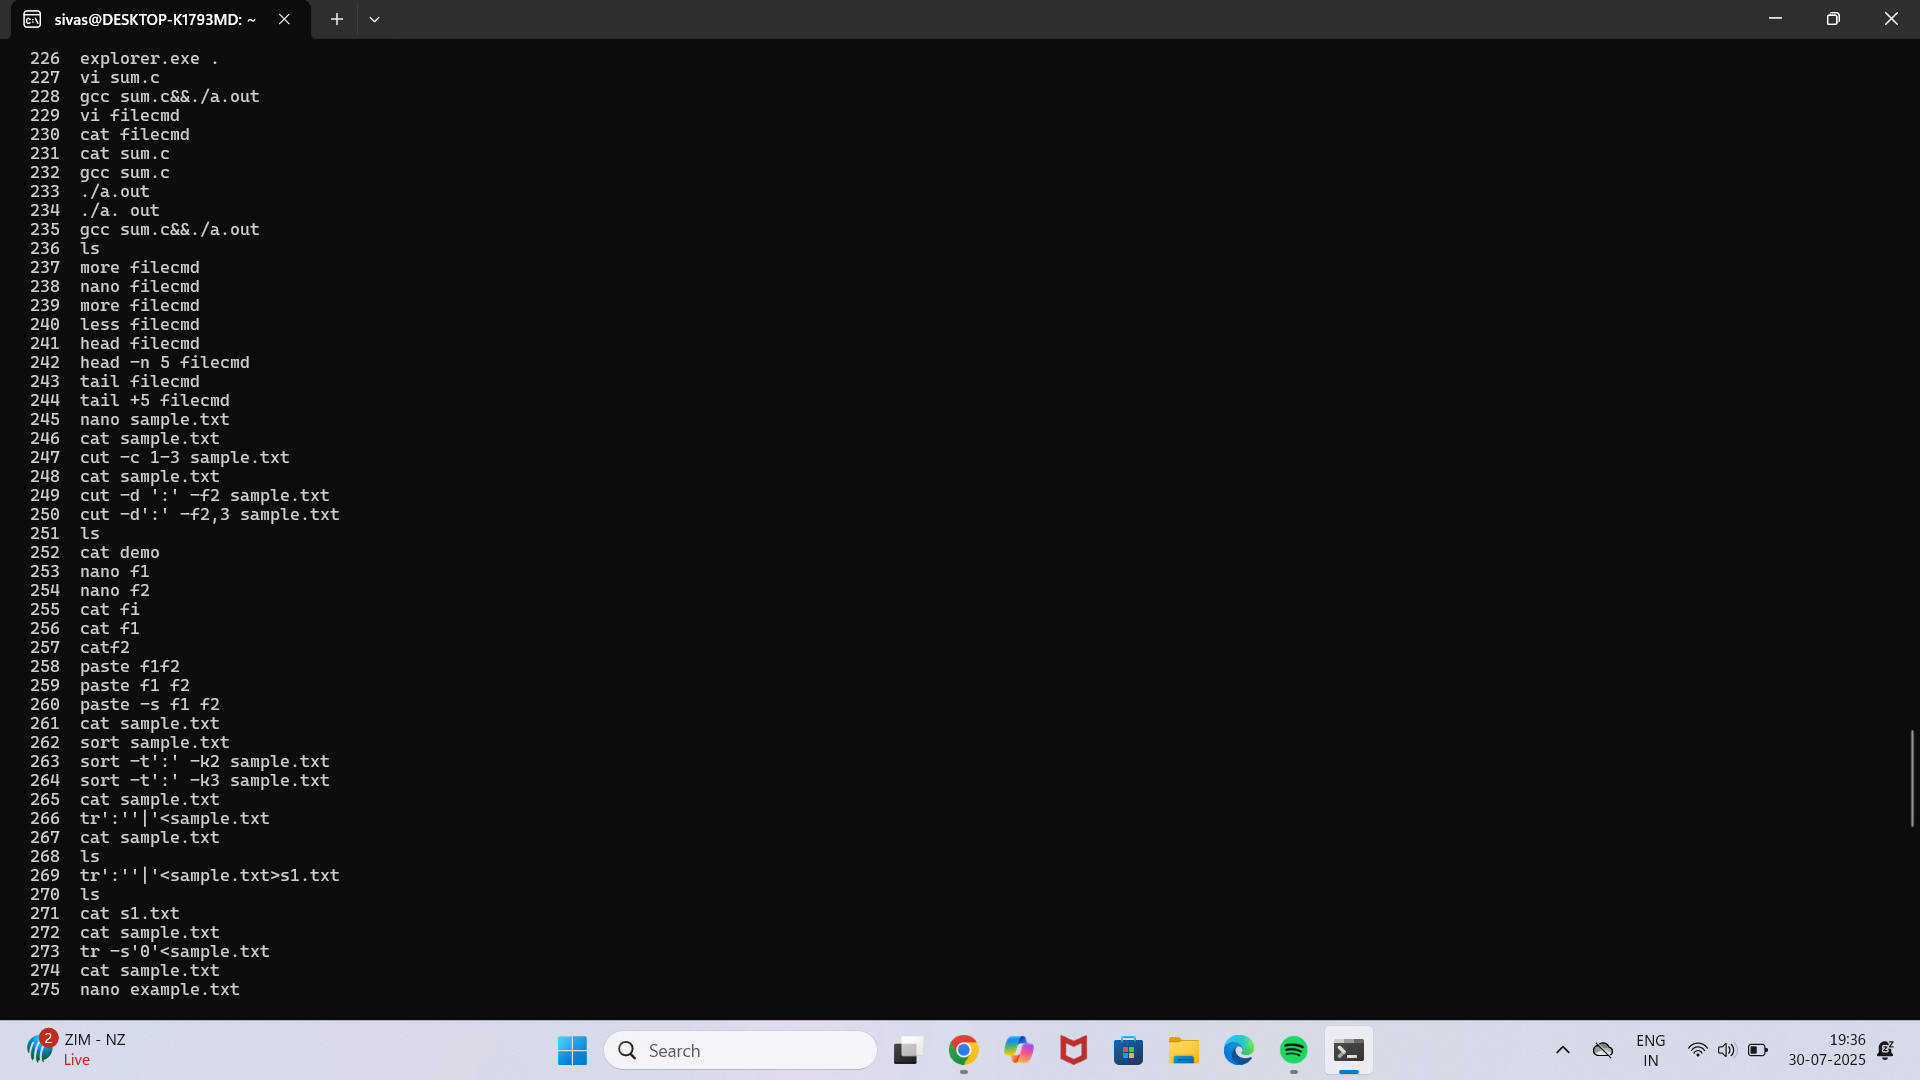 sivas@DESKTOP-K1793MD: ~
226 explorer.exe .
227 vi sum.c
228 gcc sum.c&&./a.out
229 vi filecmd
230 cat filecmd
231 cat sum.c
232 gcc sum.c
233 ./a.out
234 ./a. out
235 gcc sum.c&&./a.out
236 ls
237 more filecmd
238 nano filecmd
239 more filecmd
240 less filecmd
241 head filecmd
242 head -n 5 filecmd
243 tail filecmd
244 tail +5 filecmd
245 nano sample.txt
246 cat sample.txt
247 cut -c 1-3 sample.txt
248 cat sample.txt
249 cut -d ':' -f2 sample.txt
250 cut -d':' -f2,3 sample.txt
251 ls
252 cat demo
253 nano f1
254 nano f2
255 cat fi
256 cat f1
257 catf2
258 paste f1f2
259 paste f1 f2
260 paste -s f1 f2
261 cat sample.txt
262 sort sample.txt
263 sort -t':' -k2 sample.txt
264 sort -t':' -k3 sample.txt
265 cat sample.txt
266 tr':''|'<sample.txt
267 cat sample.txt
268 ls
269 tr':''|'<sample.txt>s1.txt
270 ls
271 cat s1.txt
272 cat sample.txt
273 tr -s'0'<sample.txt
274 cat sample.txt
275 nano example.txt
2
ZIM - NZ
Live
Search
ENG
IN
19:36
30-07-2025